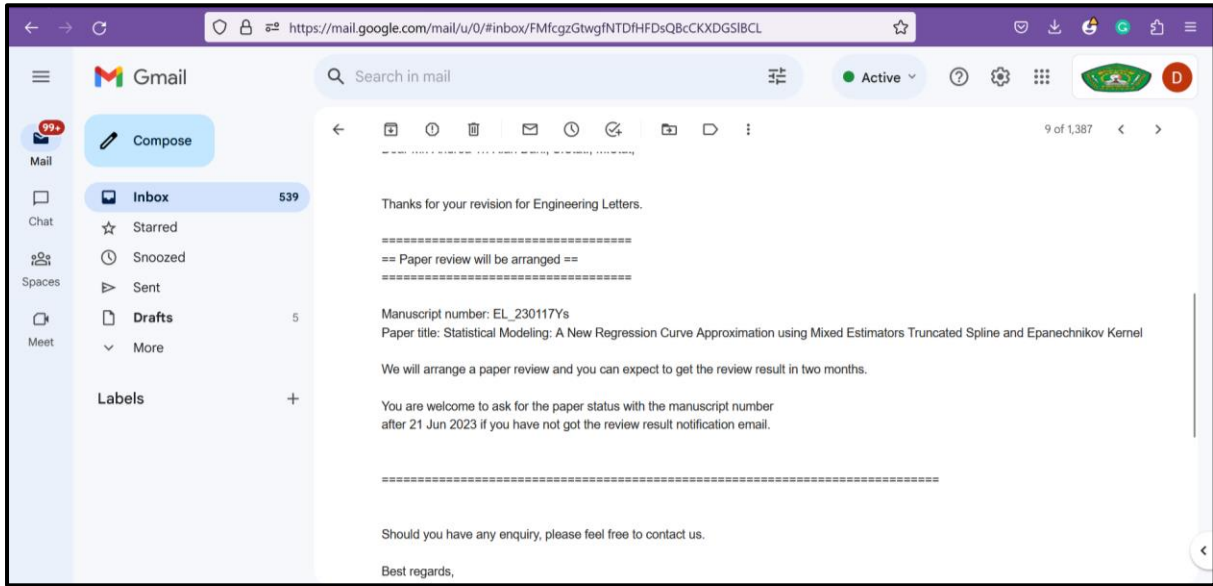 https://mail.google.com/mail/u/0/#inbox/FMfcgzGtwgfNTDfHFDsQBcCKXDGSlBCL
Gmail
Search in mail
Active
D
99+
Mail
Compose
9 of 1,387
Inbox 539
Chat
Starred
Snoozed
Spaces
Sent
Drafts 5
Meet
More
Labels +
Thanks for your revision for Engineering Letters.
===================================
== Paper review will be arranged ==
===================================
Manuscript number: EL_230117Ys
Paper title: Statistical Modeling: A New Regression Curve Approximation using Mixed Estimators Truncated Spline and Epanechnikov Kernel
We will arrange a paper review and you can expect to get the review result in two months.
You are welcome to ask for the paper status with the manuscript number
after 21 Jun 2023 if you have not got the review result notification email.
==============================================================================
Should you have any enquiry, please feel free to contact us.
Best regards,